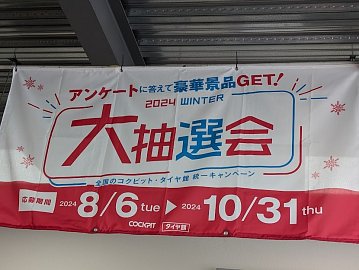 アンケートに答えて豪華景品GET!
2024 WINTER
大抽選会
全国のコクピット・タイヤ館 統一キャンペーン
応募期間 2024 8/6 tue ▶ 2024 10/31 thu
COCKPIT タイヤ館